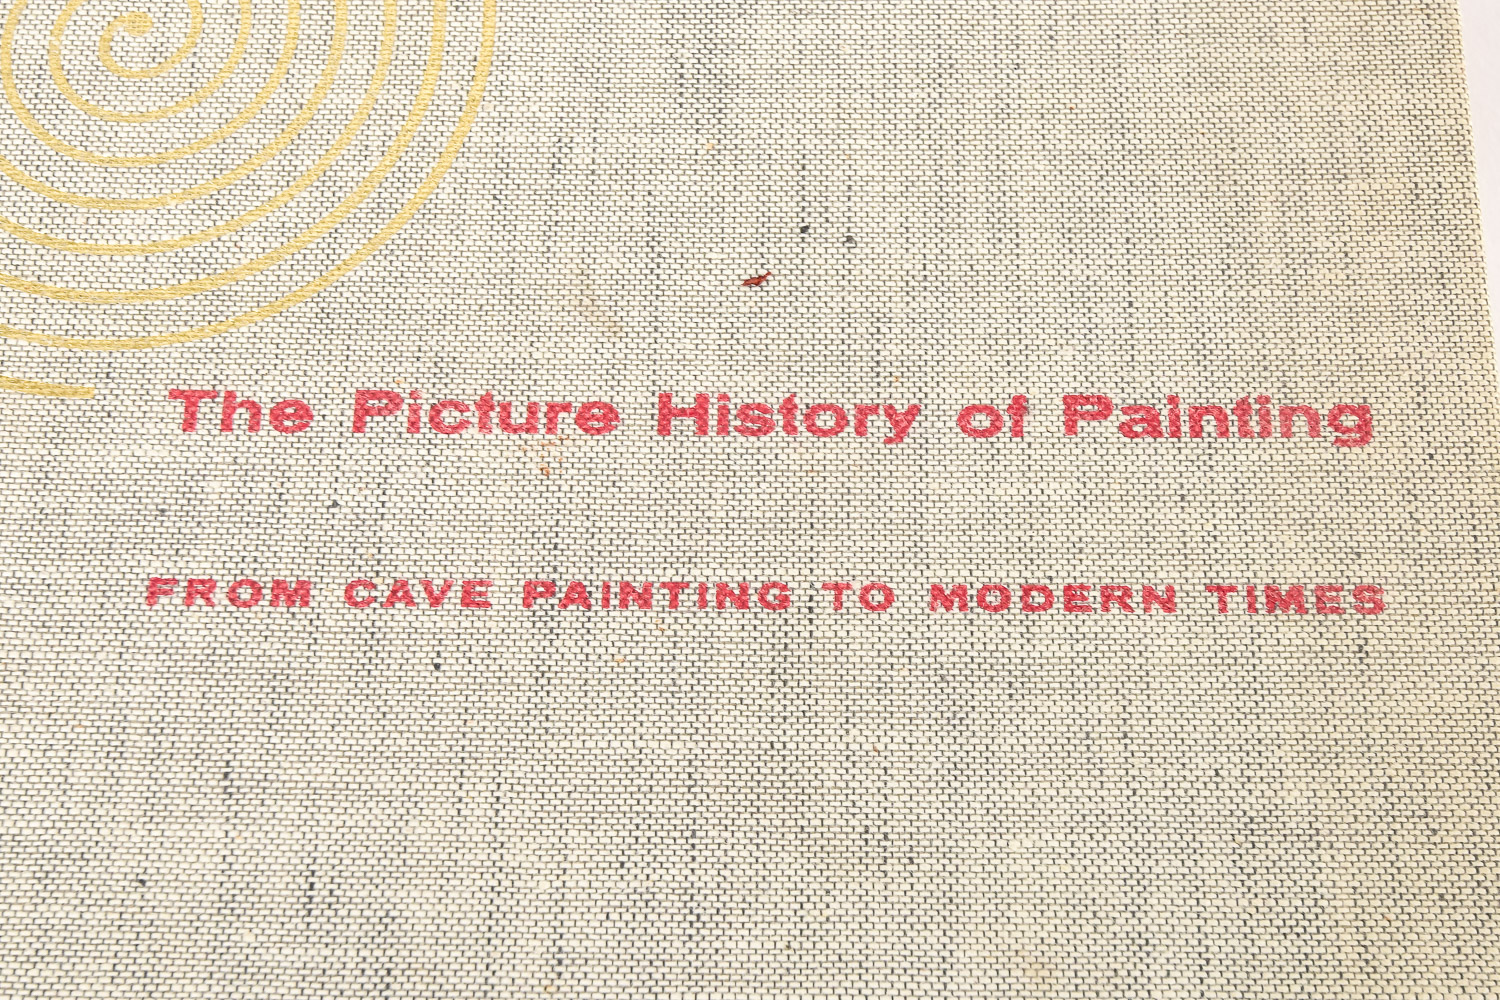 The Picture History of Painting
FROM CAVE PAINTING TO MODERN TIMES